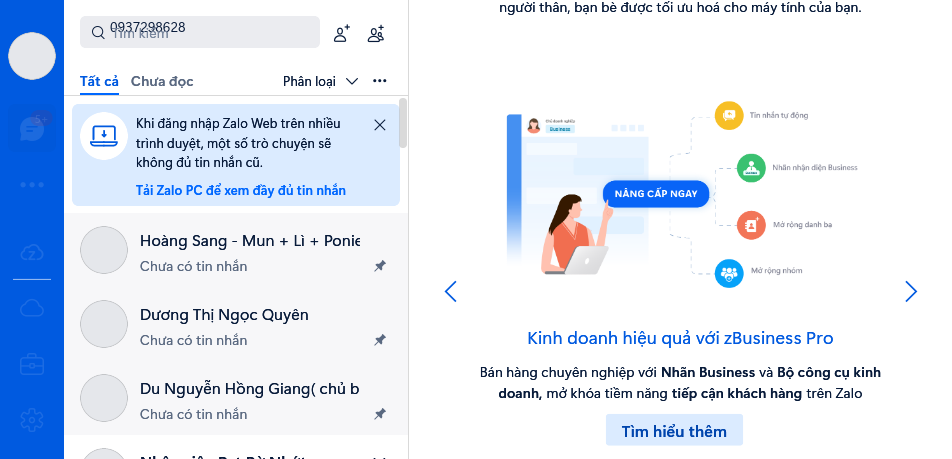 người thân, bạn bè được tối ưu hoá cho máy tính của bạn.
0937298628
Tìm kiếm
Tất cả
Chưa đọc
Phân loại
Khi đăng nhập Zalo Web trên nhiều
trình duyệt, một số trò chuyện sẽ
không đủ tin nhắn cũ.
Tải Zalo PC để xem đầy đủ tin nhắn
Hoàng Sang - Mun + Lì + Ponie
Chưa có tin nhắn
Dương Thị Ngọc Quyên
Chưa có tin nhắn
Du Nguyễn Hồng Giang( chủ b
Chưa có tin nhắn
Chủ doanh nghiệp
Business
NÂNG CẤP NGAY
Tin nhắn tự động
Nhãn nhận diện Business
Mở rộng danh bạ
Mở rộng nhóm
Kinh doanh hiệu quả với zBusiness Pro
Bán hàng chuyên nghiệp với Nhãn Business và Bộ công cụ kinh
doanh, mở khóa tiềm năng tiếp cận khách hàng trên Zalo
Tìm hiểu thêm